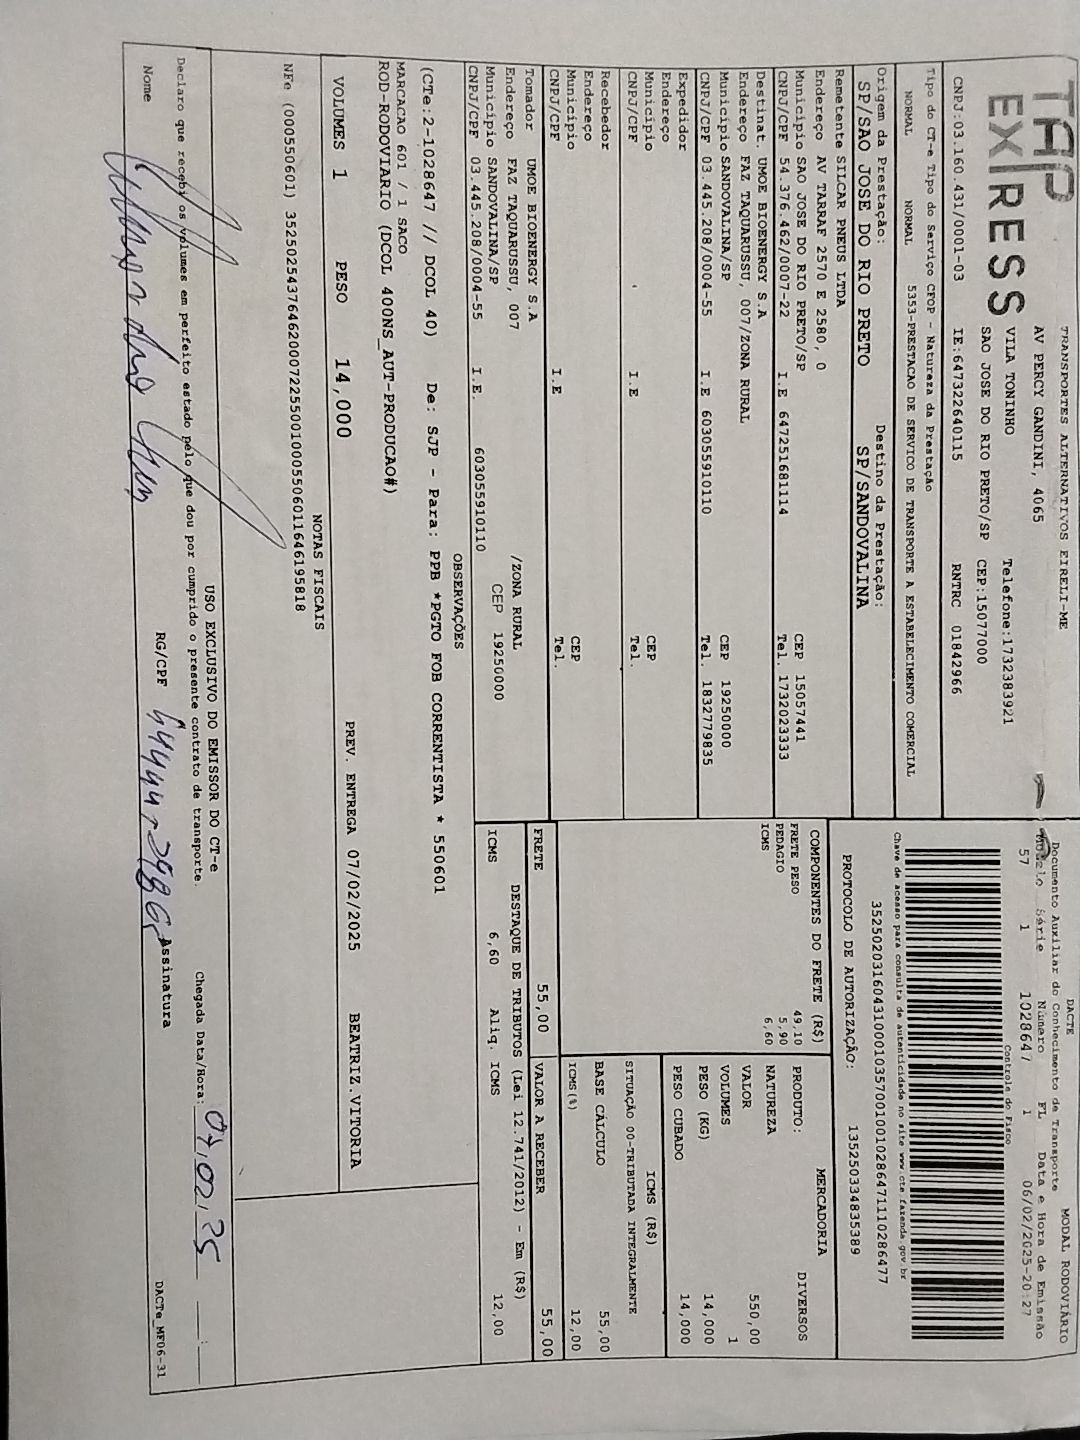 TAP
EXPRESS
TRANSPORTES ALTERNATIVOS EIRELI-ME
AV PERCY GANDINI, 4065
VILA TONINHO Telefone:1732383921
SAO JOSE DO RIO PRETO/SP CEP:15077000
CNPJ:03.160.431/0001-03 IE:647322640115 RNTRC 01842966
DACTE MODAL RODOVIÁRIO
Documento Auxiliar do Conhecimento de Transporte
Modelo Série Número FL Data e Hora de Emissão
57 1 1028647 1 06/02/2025-20:27
Controle do Fisco
Chave de acesso para consulta de autenticidade no site www.cte.fazenda.gov.br
35250203160431000103570010010286471110286477
PROTOCOLO DE AUTORIZAÇÃO: 135250334835389
Tipo do CT-e Tipo do Serviço CFOP - Natureza da Prestação
NORMAL NORMAL 5353-PRESTACAO DE SERVICO DE TRANSPORTE A ESTABELECIMENTO COMERCIAL
Origem da Prestação: Destino da Prestação:
SP/SAO JOSE DO RIO PRETO SP/SANDOVALINA
Remetente SILCAR PNEUS LTDA
Endereço AV TARRAF 2570 E 2580, 0
Município SAO JOSE DO RIO PRETO/SP CEP 15057441
CNPJ/CPF 54.376.462/0007-22 I.E 647251681114 Tel. 1732023333
Destinat. UMOE BIOENERGY S.A
Endereço FAZ TAQUARUSSU, 007/ZONA RURAL
Município SANDOVALINA/SP CEP 19250000
CNPJ/CPF 03.445.208/0004-55 I.E 603055910110 Tel. 1832779835
Expedidor
Endereço
Município CEP
CNPJ/CPF I.E Tel.
Recebedor
Endereço
Município CEP
CNPJ/CPF I.E Tel.
Tomador UMOE BIOENERGY S.A
Endereço FAZ TAQUARUSSU, 007 /ZONA RURAL
Município SANDOVALINA/SP CEP 19250000
CNPJ/CPF 03.445.208/0004-55 I.E. 603055910110
COMPONENTES DO FRETE (R$)
FRETE PESO 49,10
PEDAGIO 5,90
ICMS 6,60
PRODUTO: MERCADORIA
NATUREZA DIVERSOS
VALOR 550,00
VOLUMES 1
PESO (KG) 14,000
PESO CUBADO 14,000
ICMS (R$)
SITUAÇÃO 00-TRIBUTADA INTEGRALMENTE
BASE CÁLCULO 55,00
ICMS(%) 12,00
FRETE 55,00 VALOR A RECEBER 55,00
DESTAQUE DE TRIBUTOS (Lei 12.741/2012) - Em (R$)
ICMS 6,60 Aliq. ICMS 12,00
OBSERVAÇÕES
(CTe:2-1028647 // DCOL 40) De: SJP - Para: PPB *PGTO FOB CORRENTISTA * 550601
MARCACAO 601 / 1 SACO
ROD-RODOVIARIO (DCOL 400NS_AUT-PRODUCAO#)
VOLUMES 1 PESO 14,000 PREV. ENTREGA 07/02/2025 BEATRIZ.VITORIA
NOTAS FISCAIS
NFe (000550601) 35250254376462000722550010005506011646195818
USO EXCLUSIVO DO EMISSOR DO CT-e
Declaro que recebi os volumes em perfeito estado pelo que dou por cumprido o presente contrato de transporte. Chegada Data/Hora: 07,02,25 :
Nome RG/CPF Assinatura
DACTe_MF06-31